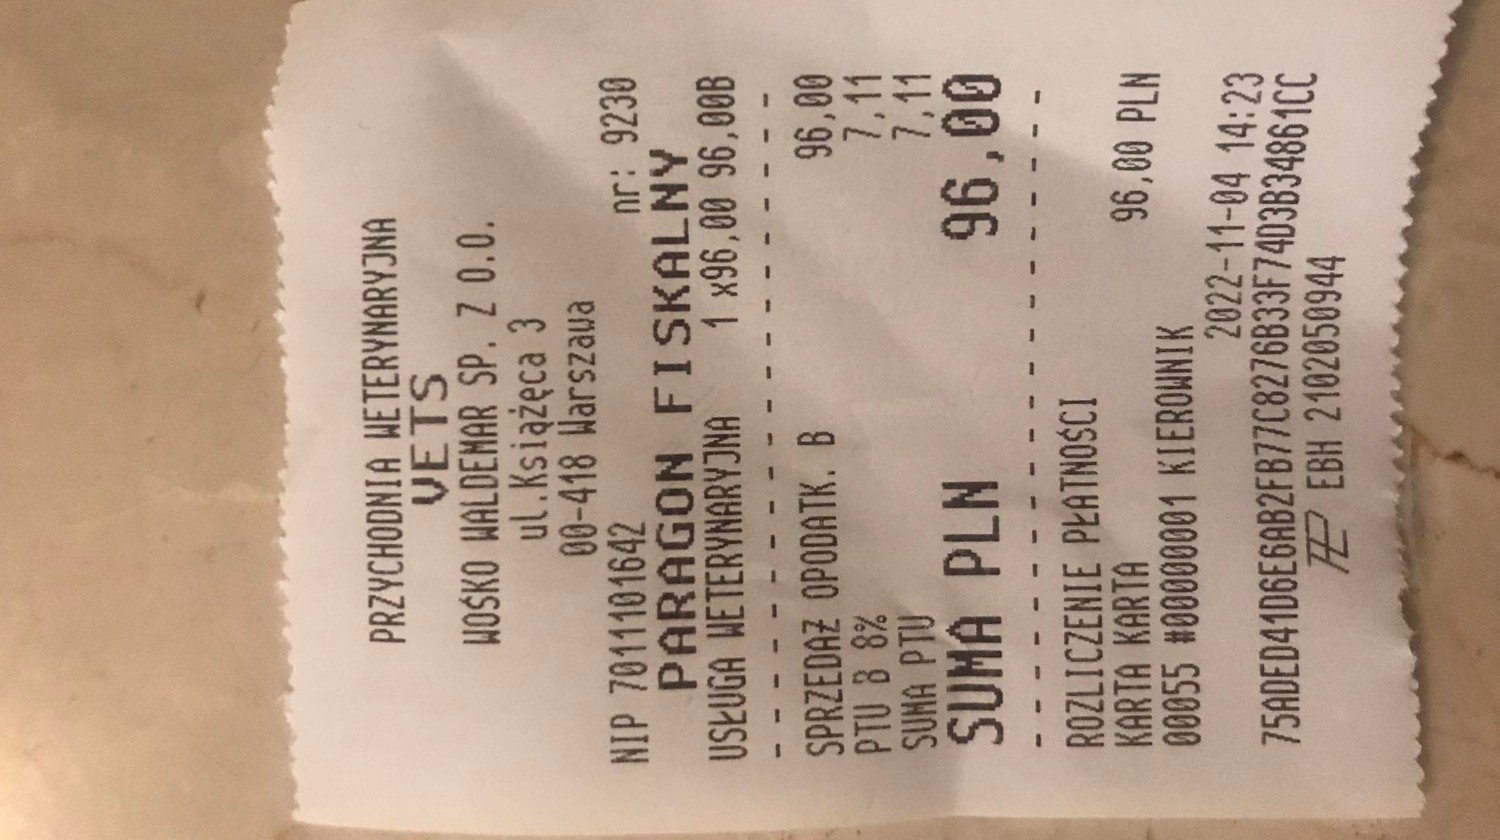 PRZYCHODNIA WETERYNARYJNA
VETS
WOŚKO WALDEMAR SP. Z O.O.
ul.Książęca 3
00-418 Warszawa
NIP 7011101642 nr: 9230
PARAGON FISKALNY
USŁUGA WETERYNARYJNA 1 x96,00 96,00B
SPRZEDAŻ OPODATK. B 96,00
PTU B 8% 7,11
SUMA PTU 7,11
SUMA PLN 96,00
ROZLICZENIE PŁATNOŚCI
KARTA KARTA 96,00 PLN
00055 #00000001 KIEROWNIK
2022-11-04 14:23
75ADED41D6E6AB2FB77C8276B33F74D3B34861CC
EBH 2102050944